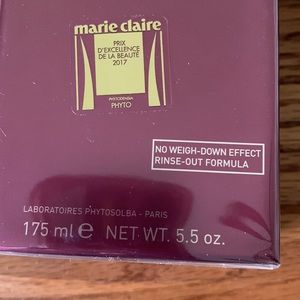 marie claire
PRIX
D'EXCELLENCE
DE LA BEAUTÉ
2017
PHYTODENSIA
PHYTO
NO WEIGH-DOWN EFFECT
RINSE-OUT FORMULA
LABORATOIRES PHYTOSOLBA - PARIS
175 ml ℮ NET WT. 5.5 oz.